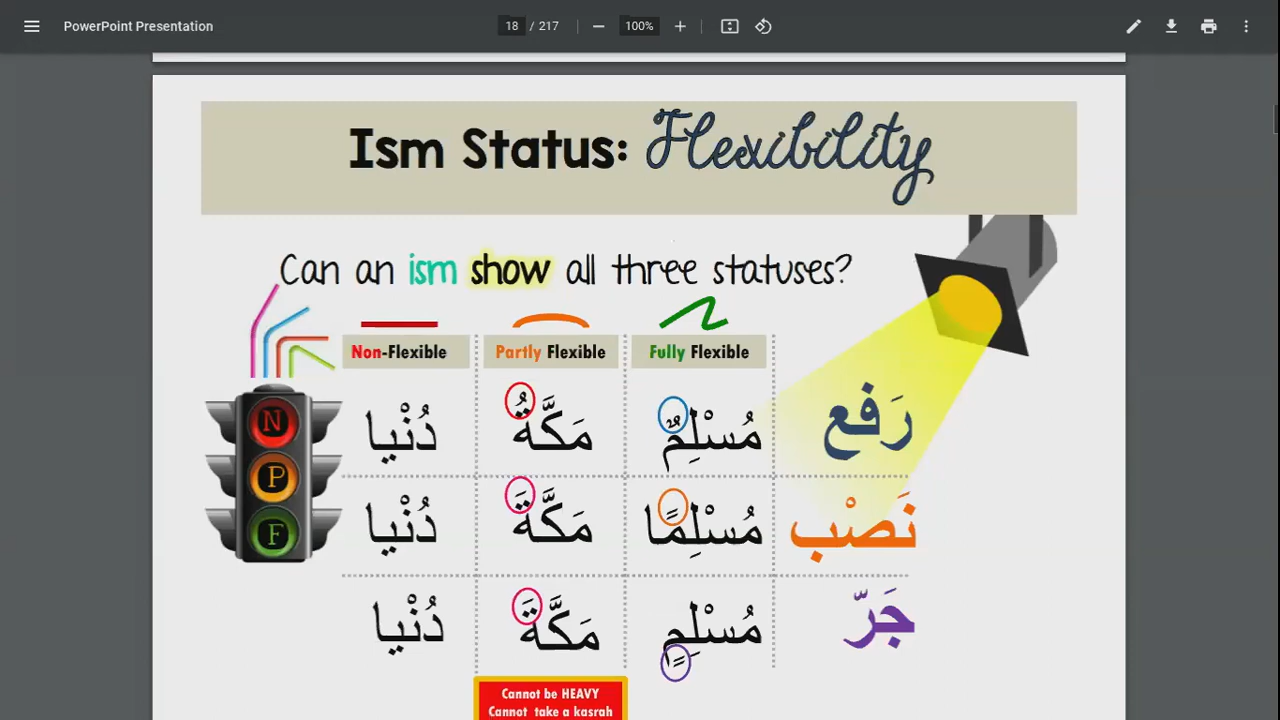 PowerPoint Presentation
18 / 217
100%
Ism Status: Flexibility
Can an ism show all three statuses?
Non-Flexible Partly Flexible Fully Flexible
رَفع مُسْلِمٌ مَكَّةُ دُنْيا
نَصْب مُسْلِمًا مَكَّةَ دُنْيا
جَرّ مُسْلِمٍ مَكَّةَ دُنْيا
N
P
F
Cannot be HEAVY
Cannot take a kasrah